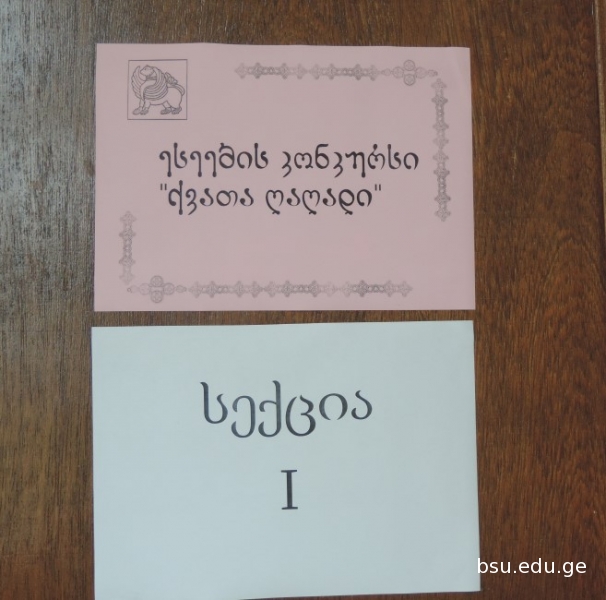 ესეების კონკურსი
"ქვათა ღაღადი"
სექცია
I
bsu.edu.ge